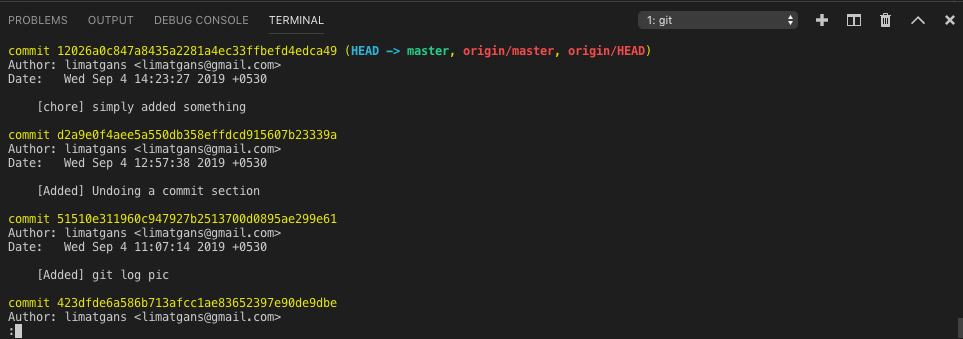 PROBLEMS OUTPUT DEBUG CONSOLE TERMINAL 1: git
commit 12026a0c847a8435a2281a4ec33ffbefd4edca49 (HEAD -> master, origin/master, origin/HEAD)
Author: limatgans <limatgans@gmail.com>
Date:   Wed Sep 4 14:23:27 2019 +0530
    [chore] simply added something
commit d2a9e0f4aee5a550db358effdcd915607b23339a
Author: limatgans <limatgans@gmail.com>
Date:   Wed Sep 4 12:57:38 2019 +0530
    [Added] Undoing a commit section
commit 51510e311960c947927b2513700d0895ae299e61
Author: limatgans <limatgans@gmail.com>
Date:   Wed Sep 4 11:07:14 2019 +0530
    [Added] git log pic
commit 423dfde6a586b713afcc1ae83652397e90de9dbe
Author: limatgans <limatgans@gmail.com>
: